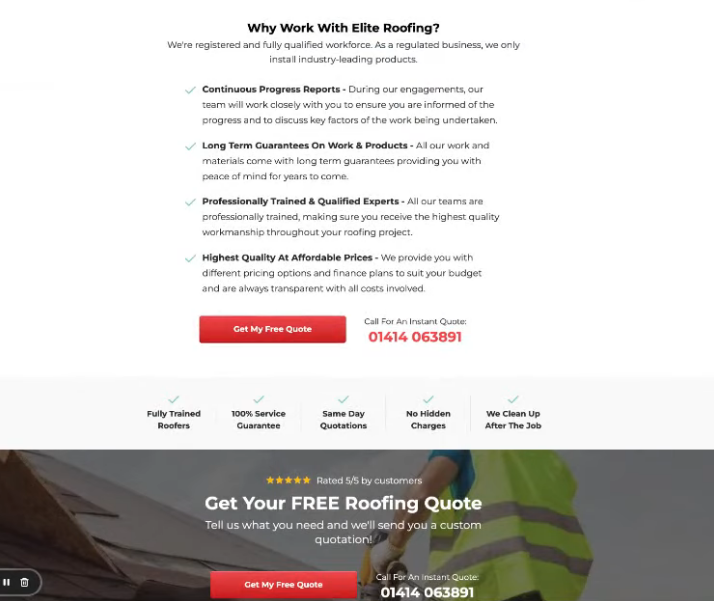 Why Work With Elite Roofing?
We're registered and fully qualified workforce. As a regulated business, we only
install industry-leading products.
Continuous Progress Reports - During our engagements, our
team will work closely with you to ensure you are informed of the
progress and to discuss key factors of the work being undertaken.
Long Term Guarantees On Work & Products - All our work and
materials come with long term guarantees providing you with
peace of mind for years to come.
Professionally Trained & Qualified Experts - All our teams are
professionally trained, making sure you receive the highest quality
workmanship throughout your roofing project.
Highest Quality At Affordable Prices - We provide you with
different pricing options and finance plans to suit your budget
and are always transparent with all costs involved.
Get My Free Quote
Call For An Instant Quote:
01414 063891
Fully Trained
Roofers
100% Service
Guarantee
Same Day
Quotations
No Hidden
Charges
We Clean Up
After The Job
Rated 5/5 by customers
Get Your FREE Roofing Quote
Tell us what you need and we'll send you a custom
quotation!
Get My Free Quote
Call For An Instant Quote:
01414 063891